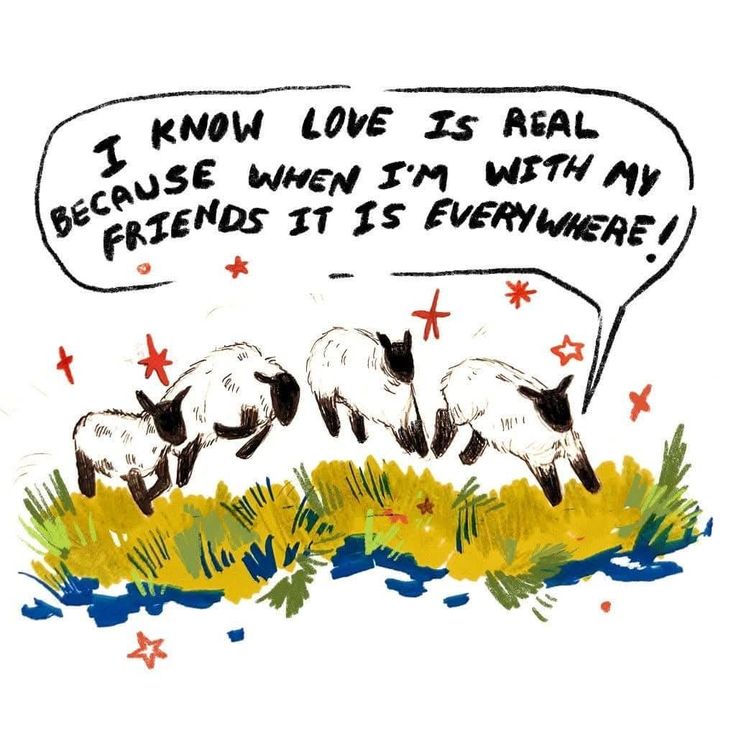 I KNOW LOVE IS REAL
BECAUSE WHEN I'M WITH MY
FRIENDS IT IS EVERYWHERE!